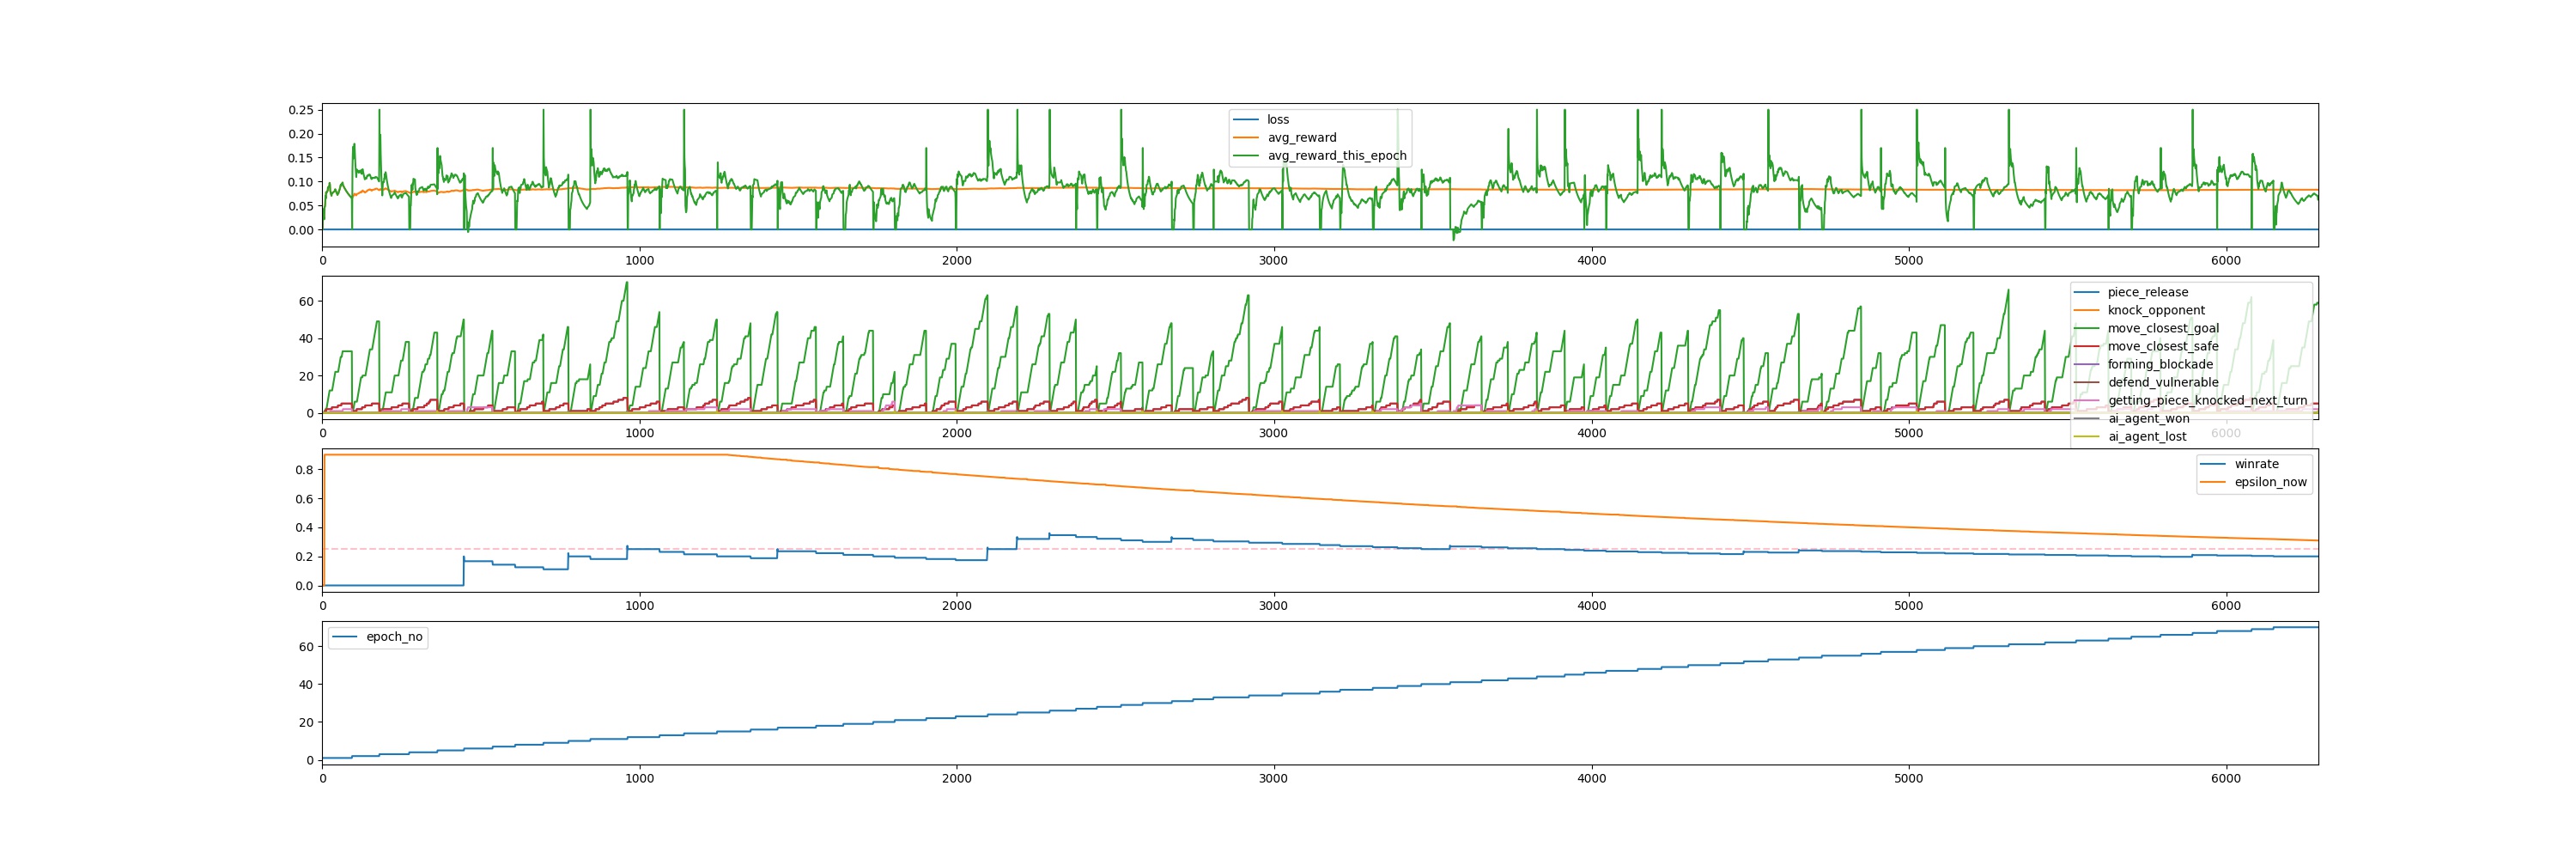 0.25
0.20
0.15
0.10
0.05
0.00
loss
avg_reward
avg_reward_this_epoch
0 1000 2000 3000 4000 5000 6000
60
40
20
0
piece_release
knock_opponent
move_closest_goal
move_closest_safe
forming_blockade
defend_vulnerable
getting_piece_knocked_next_turn
ai_agent_won
ai_agent_lost
0 1000 2000 3000 4000 5000 6000
0.8
0.6
0.4
0.2
0.0
winrate
epsilon_now
0 1000 2000 3000 4000 5000 6000
60
40
20
0
epoch_no
0 1000 2000 3000 4000 5000 6000